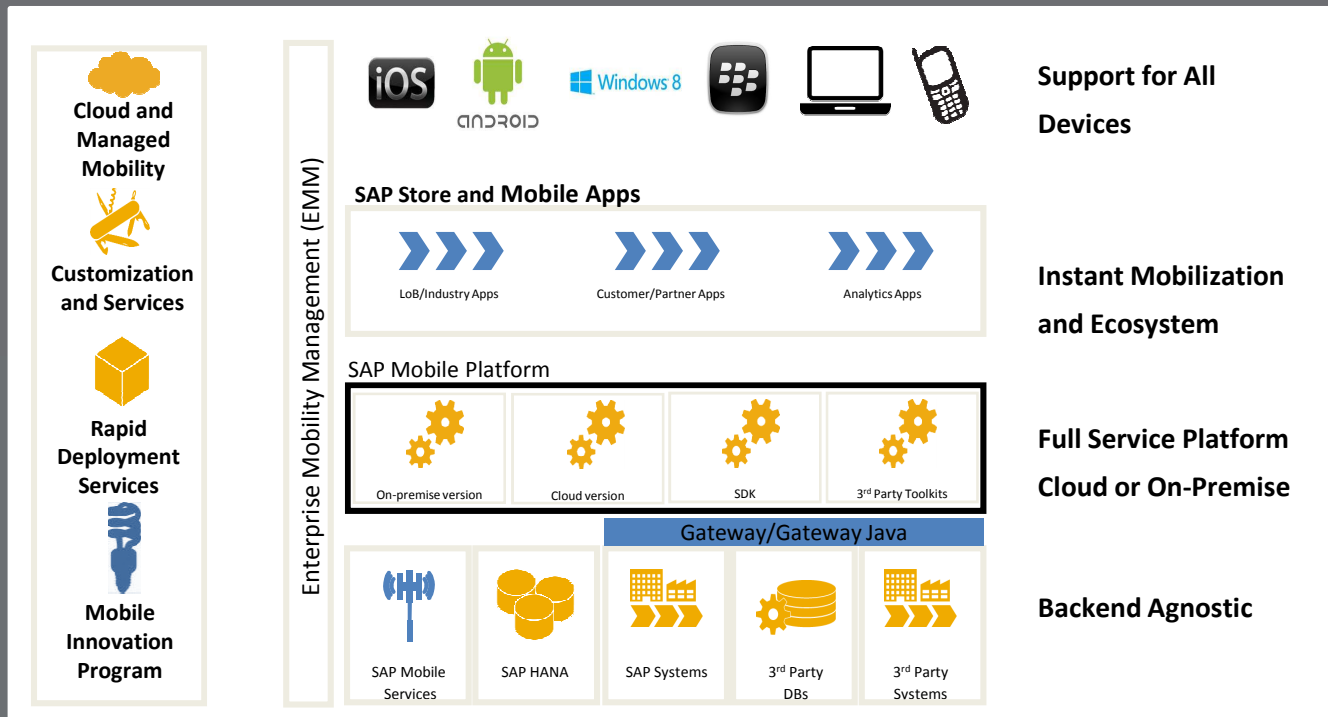 Cloud and
Managed
Mobility
Customization
and Services
Rapid
Deployment
Services
Mobile
Innovation
Program
Enterprise Mobility Management (EMM)
iOS
ANDROID
Windows 8
SAP Store and Mobile Apps
LoB/Industry Apps
Customer/Partner Apps
Analytics Apps
SAP Mobile Platform
On-premise version
Cloud version
SDK
3rd Party Toolkits
Gateway/Gateway Java
SAP Mobile
Services
SAP HANA
SAP Systems
3rd Party
DBs
3rd Party
Systems
Support for All
Devices
Instant Mobilization
and Ecosystem
Full Service Platform
Cloud or On-Premise
Backend Agnostic